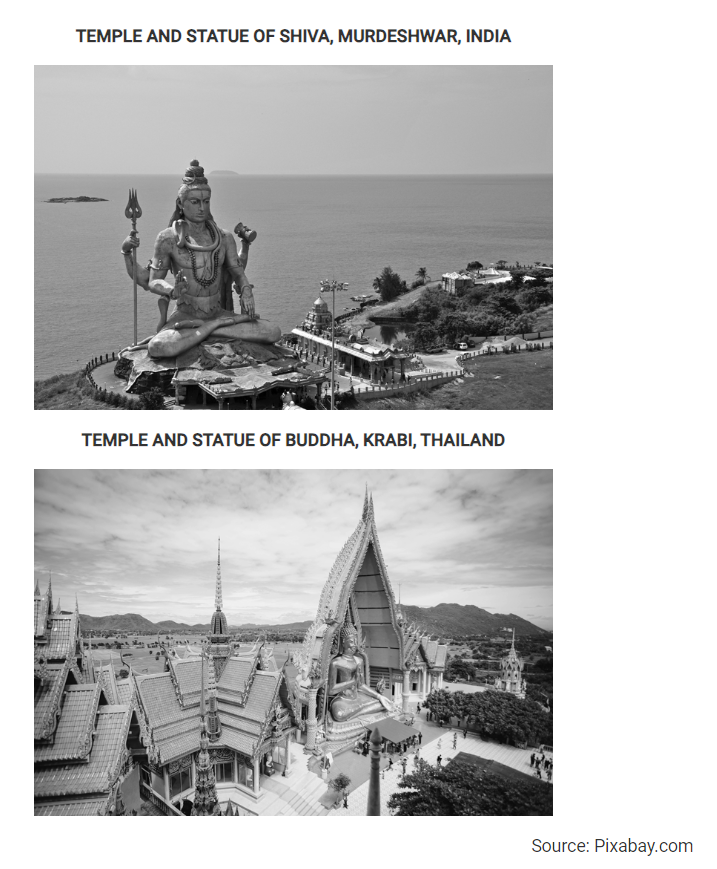 TEMPLE AND STATUE OF SHIVA, MURDESHWAR, INDIA
TEMPLE AND STATUE OF BUDDHA, KRABI, THAILAND
Source: Pixabay.com